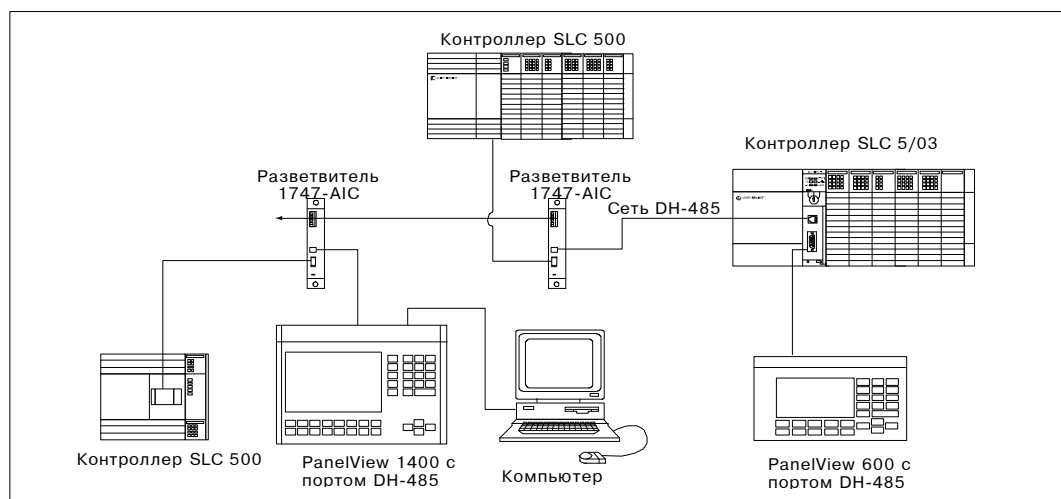 Контроллер SLC 500
Контроллер SLC 5/03
Разветвитель
1747-AIC
Разветвитель
1747-AIC
Сеть DH-485
Контроллер SLC 500
PanelView 1400 с
портом DH-485
Компьютер
PanelView 600 с
портом DH-485